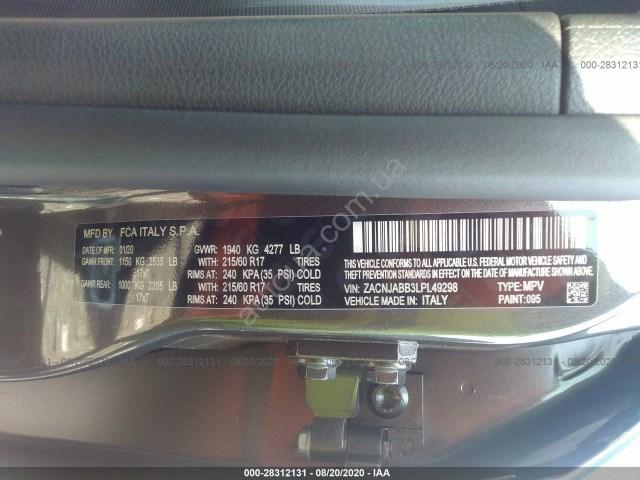 000-28312131 - 08/20/2020 - IAA
MFD BY FCA ITALY S.P.A.
DATE OF MFR: 01/20 GVWR: 1940 KG 4277 LB
GAWR FRONT: 1150 KG 2535 LB WITH 215/60 R17 TIRES
17x7 RIMS AT: 240 KPA(35 PSI) COLD
GAWR REAR: 1000 KG 2205 LB WITH 215/60 R17 TIRES
17x7 RIMS AT: 240 KPA(35 PSI) COLD
THIS VEHICLE CONFORMS TO ALL APPLICABLE U.S. FEDERAL MOTOR VEHICLE SAFETY AND
THEFT PREVENTION STANDARDS IN EFFECT ON THE DATE OF MANUFACTURE SHOWN ABOVE.
VIN: ZACNJABB3LPL49298 TYPE: MPV
VEHICLE MADE IN: ITALY PAINT: 095
000-28312131 - 08/20/2020 - IAA